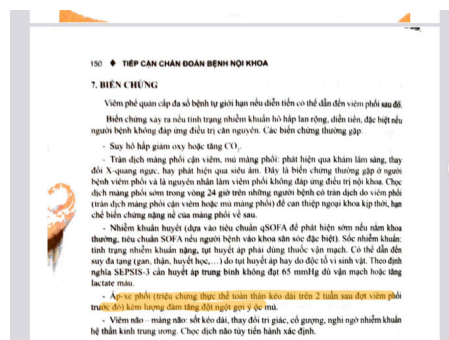 150 ♦ TIẾP CẬN CHẨN ĐOÁN BỆNH NỘI KHOA
7. BIẾN CHỨNG
Viêm phế quản cấp đa số bệnh tự giới hạn nếu diễn tiến có thể dẫn đến viêm phổi sau đó.
Biến chứng xảy ra nếu tình trạng nhiễm khuẩn hô hấp lan rộng, diễn tiến, đặc biệt nếu
người bệnh không đáp ứng điều trị căn nguyên. Các biến chứng thường gặp:
- Suy hô hấp giảm oxy hoặc tăng CO₂.
- Tràn dịch màng phổi cận viêm, mủ màng phổi: phát hiện qua khám lâm sàng, thay
đổi X-quang ngực, hay phát hiện qua siêu âm. Đây là biến chứng thường gặp ở người
bệnh viêm phổi và là nguyên nhân làm viêm phổi không đáp ứng điều trị nội khoa. Chọc
dịch màng phổi sớm trong vòng 24 giờ trên những người bệnh có tràn dịch do viêm phổi
(tràn dịch màng phổi cận viêm hoặc mủ màng phổi) để can thiệp ngoại khoa kịp thời, hạn
chế biến chứng nặng nề của màng phổi về sau.
- Nhiễm khuẩn huyết (dựa vào tiêu chuẩn qSOFA để phát hiện sớm nếu nằm khoa
thường, tiêu chuẩn SOFA nếu người bệnh vào khoa săn sóc đặc biệt). Sốc nhiễm khuẩn:
tình trạng nhiễm khuẩn nặng, tụt huyết áp phải dùng thuốc vận mạch. Có thể dẫn đến
suy đa tạng (gan, thận, huyết học,...) do tụt huyết áp hay do độc tố vi sinh vật. Theo định
nghĩa SEPSIS-3 cần huyết áp trung bình không đạt 65 mmHg dù vận mạch hoặc tăng
lactate máu.
- Áp-xe phổi (triệu chứng thực thể toàn thân kéo dài trên 2 tuần sau đợt viêm phổi
trước đó) kèm lượng đàm tăng đột ngột gợi ý ộc mủ.
- Viêm não – màng não: sốt kéo dài, thay đổi tri giác, cổ gượng, nghi ngờ nhiễm khuẩn
hệ thần kinh trung ương. Chọc dịch não tủy tiến hành xác định.